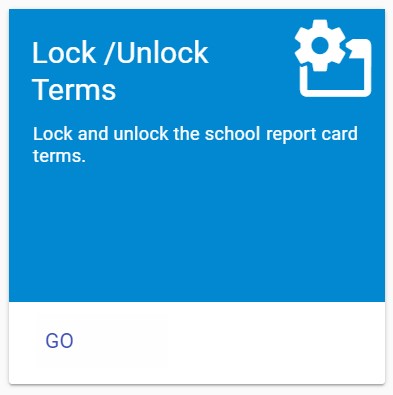 Lock /Unlock
Terms
Lock and unlock the school report card
terms.
GO